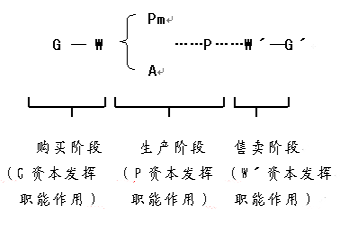 Pm
G — W ……P……W´—G´
A
购买阶段 生产阶段 售卖阶段
(G资本发挥 (P资本发挥 (W´资本发挥
职能作用) 职能作用) 职能作用)